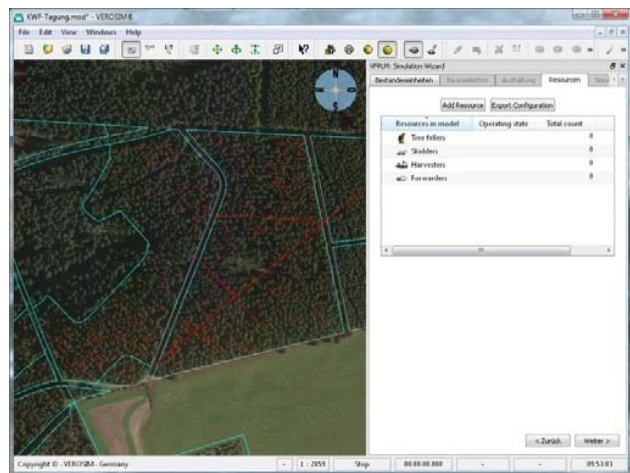 KWF-Tagung.mod* - VEROSIM®
File Edit View Windows Help
VFRLM: Simulation Wizard
Bestandeseinheiten Baumselektion Aushaltung Resourcen
Add Resource Export Configuration
Resources in model Operating state Total count
Tree fellers 0
Skidders 0
Harvesters 0
Forwarders 0
N
S
< Zurück Weiter >
Copyright © - VEROSIM - Germany - 1 : 2859 Stop 00:00:00.000 - - 09:53:03